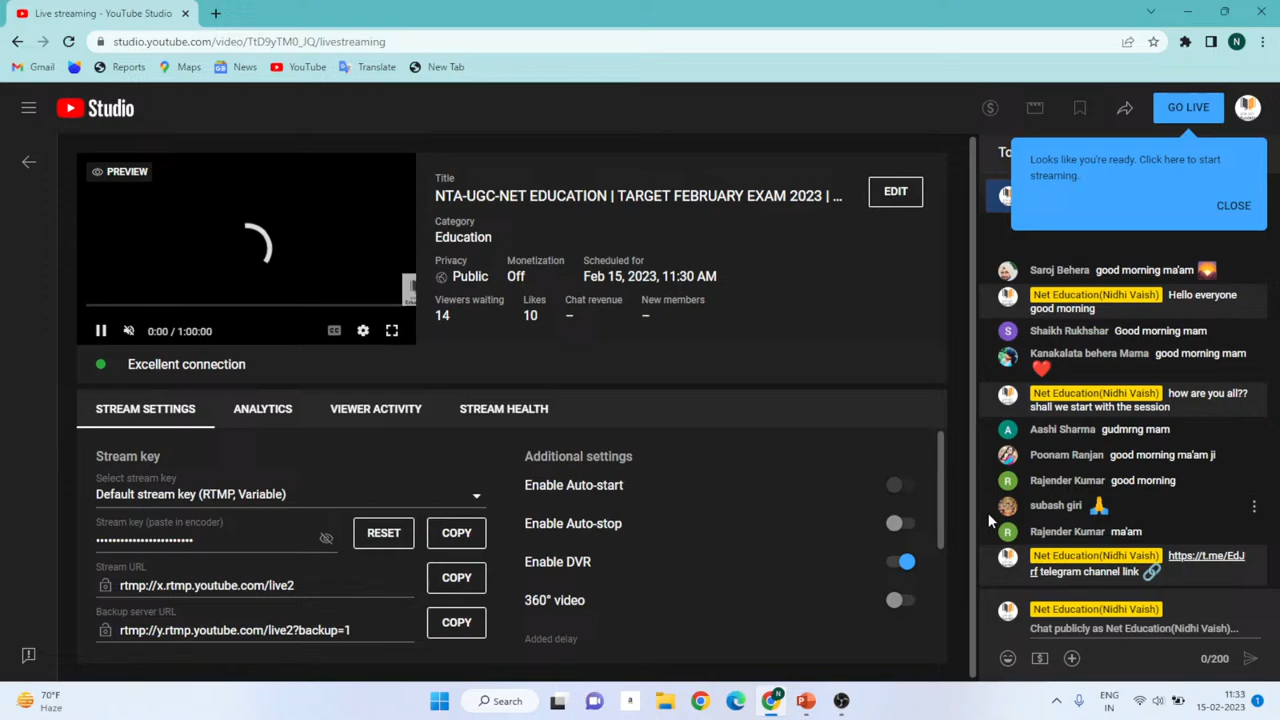 Live streaming - YouTube Studio
studio.youtube.com/video/TtD9yTM0_JQ/livestreaming
N
Gmail
Reports
Maps
News
YouTube
Translate
New Tab
Studio
GO LIVE
Looks like you're ready. Click here to start
streaming.
CLOSE
To
PREVIEW
0:00 / 1:00:00
Excellent connection
Title
NTA-UGC-NET EDUCATION | TARGET FEBRUARY EXAM 2023 | ...
EDIT
Category
Education
Privacy
Public
Monetization
Off
Scheduled for
Feb 15, 2023, 11:30 AM
Viewers waiting
14
Likes
10
Chat revenue
–
New members
–
STREAM SETTINGS
ANALYTICS
VIEWER ACTIVITY
STREAM HEALTH
Stream key
Select stream key
Default stream key (RTMP, Variable)
Stream key (paste in encoder)
••••••••••••••••••••••••
RESET
COPY
Stream URL
rtmp://x.rtmp.youtube.com/live2
COPY
Backup server URL
rtmp://y.rtmp.youtube.com/live2?backup=1
COPY
Additional settings
Enable Auto-start
Enable Auto-stop
Enable DVR
360° video
Added delay
Saroj Behera good morning ma'am
Net Education(Nidhi Vaish) Hello everyone
good morning
S
Shaikh Rukhshar Good morning mam
Kanakalata behera Mama good morning mam
Net Education(Nidhi Vaish) how are you all??
shall we start with the session
A
Aashi Sharma gudmrng mam
Poonam Ranjan good morning ma'am ji
R
Rajender Kumar good morning
subash giri
R
Rajender Kumar ma'am
Net Education(Nidhi Vaish) https://t.me/EdJ
rf telegram channel link
Net Education(Nidhi Vaish)
Chat publicly as Net Education(Nidhi Vaish)...
0/200
70°F
Haze
Search
a
N
ENG
IN
11:33
15-02-2023
1